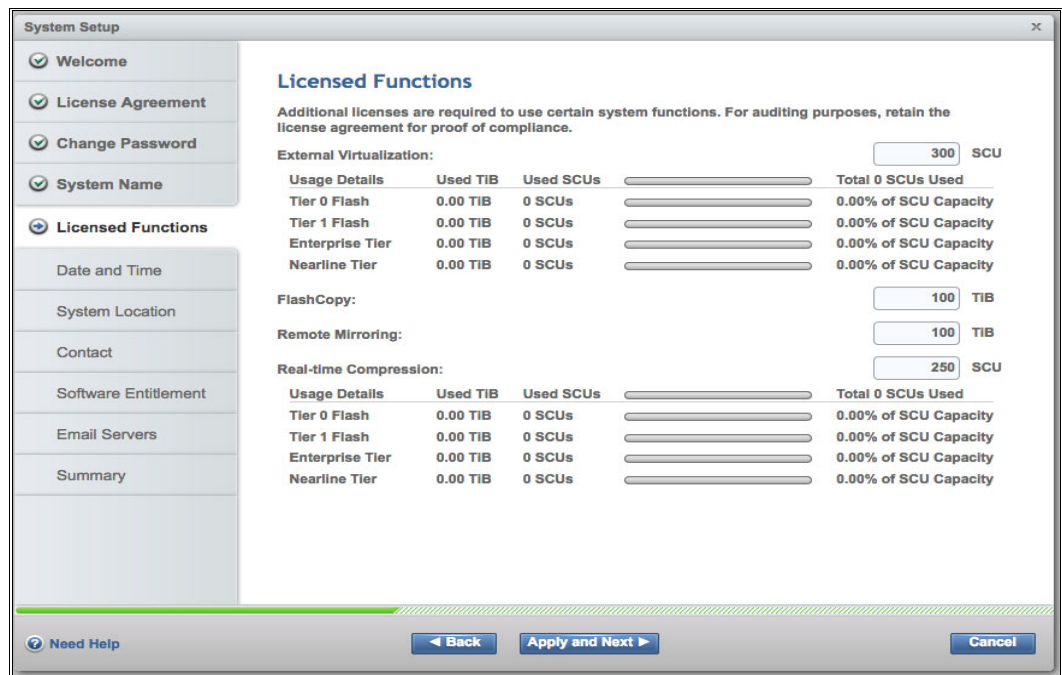 System Setup
x
Welcome
License Agreement
Change Password
System Name
Licensed Functions
Date and Time
System Location
Contact
Software Entitlement
Email Servers
Summary
Licensed Functions
Additional licenses are required to use certain system functions. For auditing purposes, retain the
license agreement for proof of compliance.
External Virtualization: 300 SCU
Usage Details Used TiB Used SCUs Total 0 SCUs Used
Tier 0 Flash 0.00 TiB 0 SCUs 0.00% of SCU Capacity
Tier 1 Flash 0.00 TiB 0 SCUs 0.00% of SCU Capacity
Enterprise Tier 0.00 TiB 0 SCUs 0.00% of SCU Capacity
Nearline Tier 0.00 TiB 0 SCUs 0.00% of SCU Capacity
FlashCopy: 100 TiB
Remote Mirroring: 100 TiB
Real-time Compression: 250 SCU
Usage Details Used TiB Used SCUs Total 0 SCUs Used
Tier 0 Flash 0.00 TiB 0 SCUs 0.00% of SCU Capacity
Tier 1 Flash 0.00 TiB 0 SCUs 0.00% of SCU Capacity
Enterprise Tier 0.00 TiB 0 SCUs 0.00% of SCU Capacity
Nearline Tier 0.00 TiB 0 SCUs 0.00% of SCU Capacity
Need Help
Back
Apply and Next
Cancel